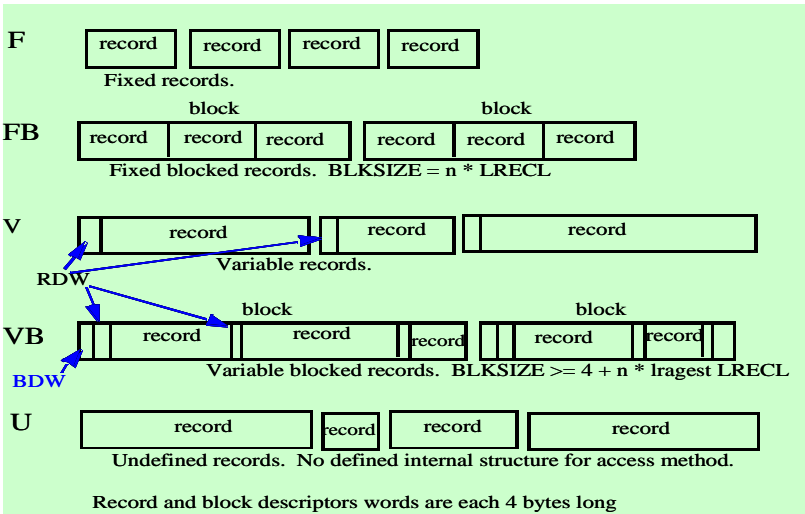 F record record record record
Fixed records.
block block
FB record record record record record record
Fixed blocked records. BLKSIZE = n * LRECL
V record record record
Variable records.
RDW
block block
VB record record record record record
Variable blocked records. BLKSIZE >= 4 + n * lragest LRECL
BDW
U record record record record
Undefined records. No defined internal structure for access method.
Record and block descriptors words are each 4 bytes long